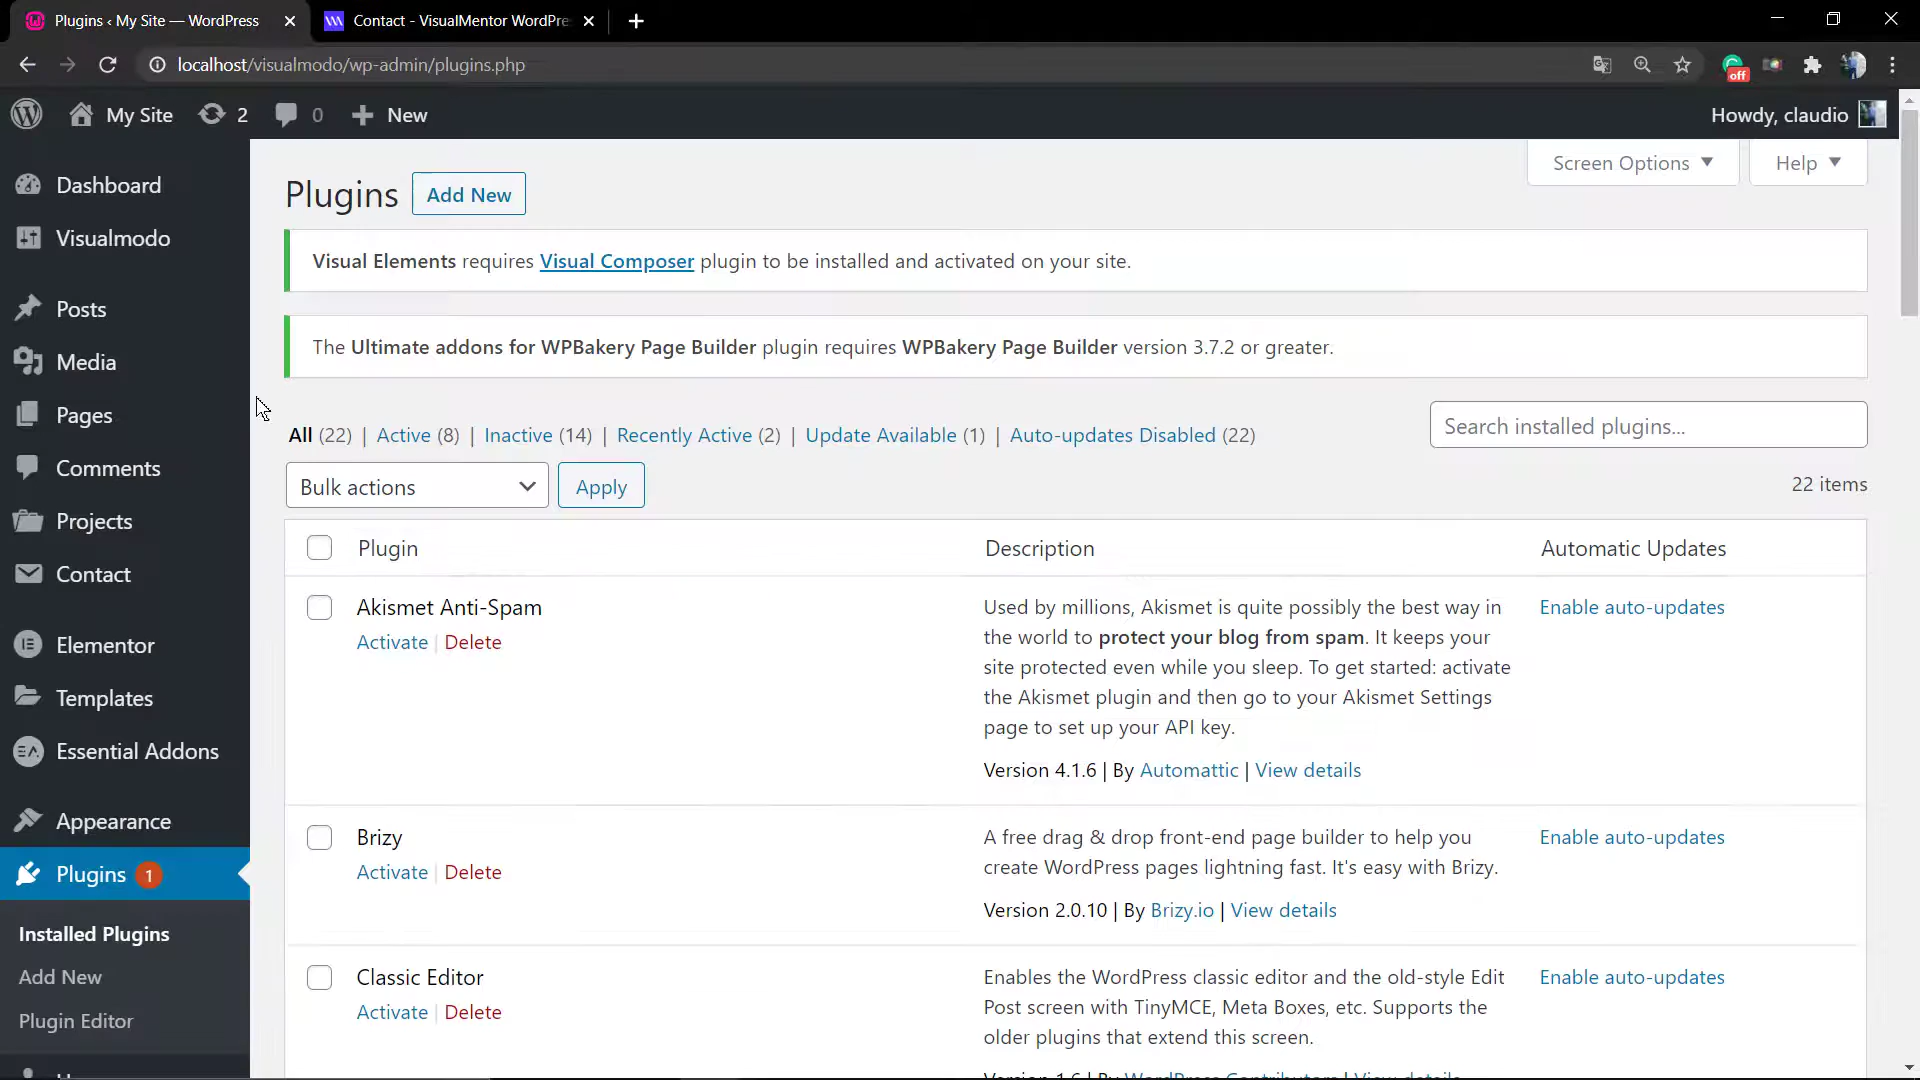 Plugins ‹ My Site — WordPress
Contact - VisualMentor WordPre
localhost/visualmodo/wp-admin/plugins.php
off
My Site
2
0
New
Howdy, claudio
Dashboard
Visualmodo
Posts
Media
Pages
Comments
Projects
Contact
Elementor
Templates
Essential Addons
Appearance
Plugins 1
Installed Plugins
Add New
Plugin Editor
Screen Options
Help
Plugins
Add New
Visual Elements requires Visual Composer plugin to be installed and activated on your site.
The Ultimate addons for WPBakery Page Builder plugin requires WPBakery Page Builder version 3.7.2 or greater.
All (22) | Active (8) | Inactive (14) | Recently Active (2) | Update Available (1) | Auto-updates Disabled (22)
Search installed plugins...
Bulk actions
Apply
22 items
Plugin
Description
Automatic Updates
Akismet Anti-Spam
Activate | Delete
Used by millions, Akismet is quite possibly the best way in
the world to protect your blog from spam. It keeps your
site protected even while you sleep. To get started: activate
the Akismet plugin and then go to your Akismet Settings
page to set up your API key.
Version 4.1.6 | By Automattic | View details
Enable auto-updates
Brizy
Activate | Delete
A free drag & drop front-end page builder to help you
create WordPress pages lightning fast. It's easy with Brizy.
Version 2.0.10 | By Brizy.io | View details
Enable auto-updates
Classic Editor
Activate | Delete
Enables the WordPress classic editor and the old-style Edit
Post screen with TinyMCE, Meta Boxes, etc. Supports the
older plugins that extend this screen.
Enable auto-updates